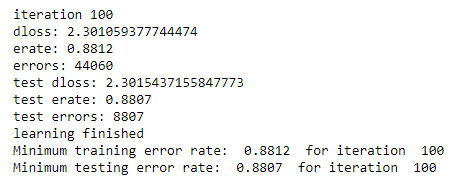 iteration 100
dloss: 2.301059377744474
erate: 0.8812
errors: 44060
test dloss: 2.3015437155847773
test erate: 0.8807
test errors: 8807
learning finished
Minimum training error rate:  0.8812  for iteration  100
Minimum testing error rate:  0.8807  for iteration  100